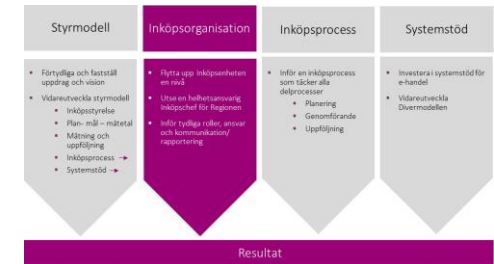 Styrmodell
Förtydliga och fastställ
uppdrag och vision
Vidareutveckla styrmodell
Inköpsstyrelse
Plan- mål – mätetal
Mätning och
uppföljning
Inköpsprocess →
Systemstöd →
Inköpsorganisation
Flytta upp Inköpsenheten
en nivå
Utse en helhetsansvarig
Inköpschef för Regionen
Inför tydliga roller, ansvar
och kommunikation/
rapportering
Inköpsprocess
Inför en inköpsprocess
som täcker alla
delprocesser
Planering
Genomförande
Uppföljning
Systemstöd
Investera i systemstöd för
e-handel
Vidareutveckla
Divermodellen
Resultat